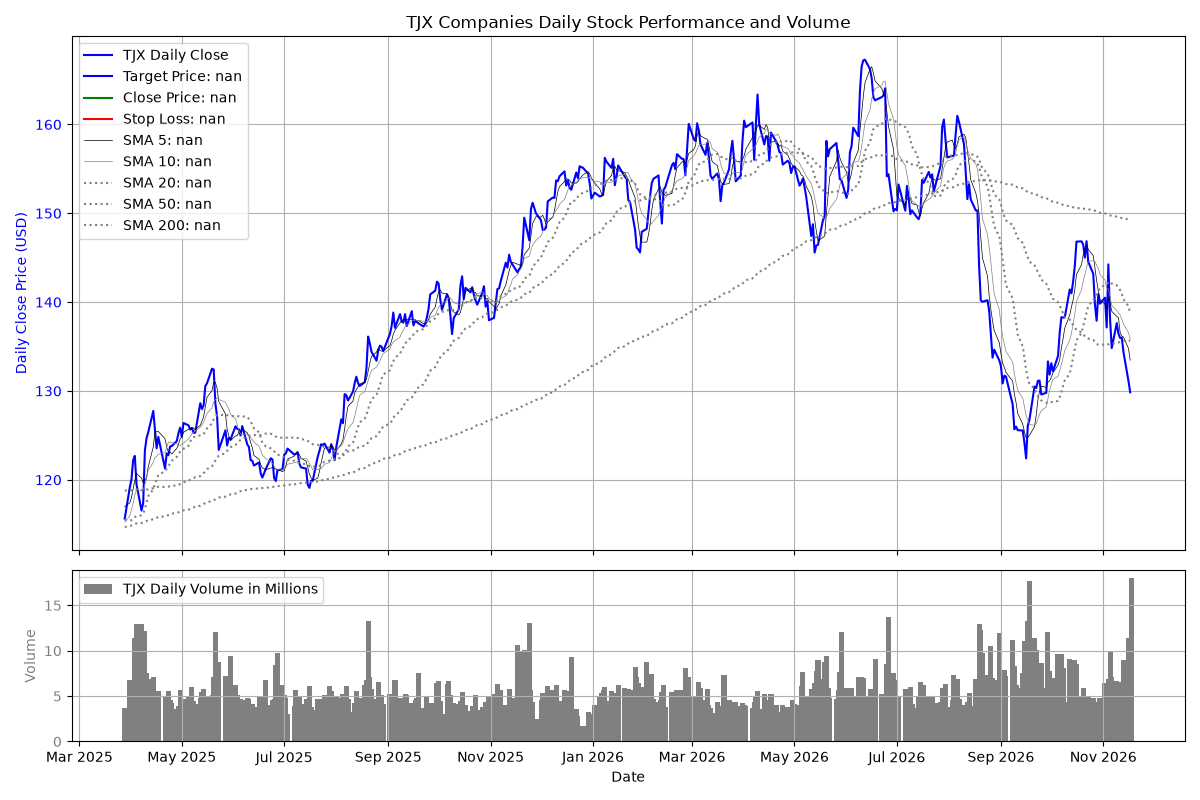 TJX Companies Daily Stock Performance and Volume
TJX Daily Close
Target Price: nan
Close Price: nan
Stop Loss: nan
SMA 5: nan
SMA 10: nan
SMA 20: nan
SMA 50: nan
SMA 200: nan
Daily Close Price (USD)
160
150
140
130
120
TJX Daily Volume in Millions
Volume
15
10
5
0
Mar 2025 May 2025 Jul 2025 Sep 2025 Nov 2025 Jan 2026 Mar 2026 May 2026 Jul 2026 Sep 2026 Nov 2026
Date